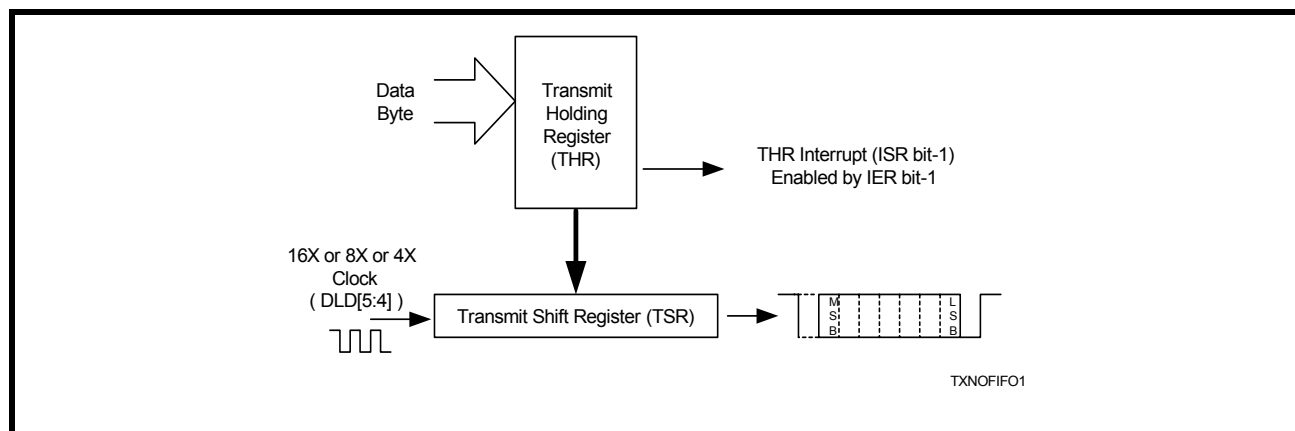 Data
Byte
Transmit
Holding
Register
(THR)
THR Interrupt (ISR bit-1)
Enabled by IER bit-1
16X or 8X or 4X
Clock
( DLD[5:4] )
Transmit Shift Register (TSR)
M
S
B
L
S
B
TXNOFIFO1